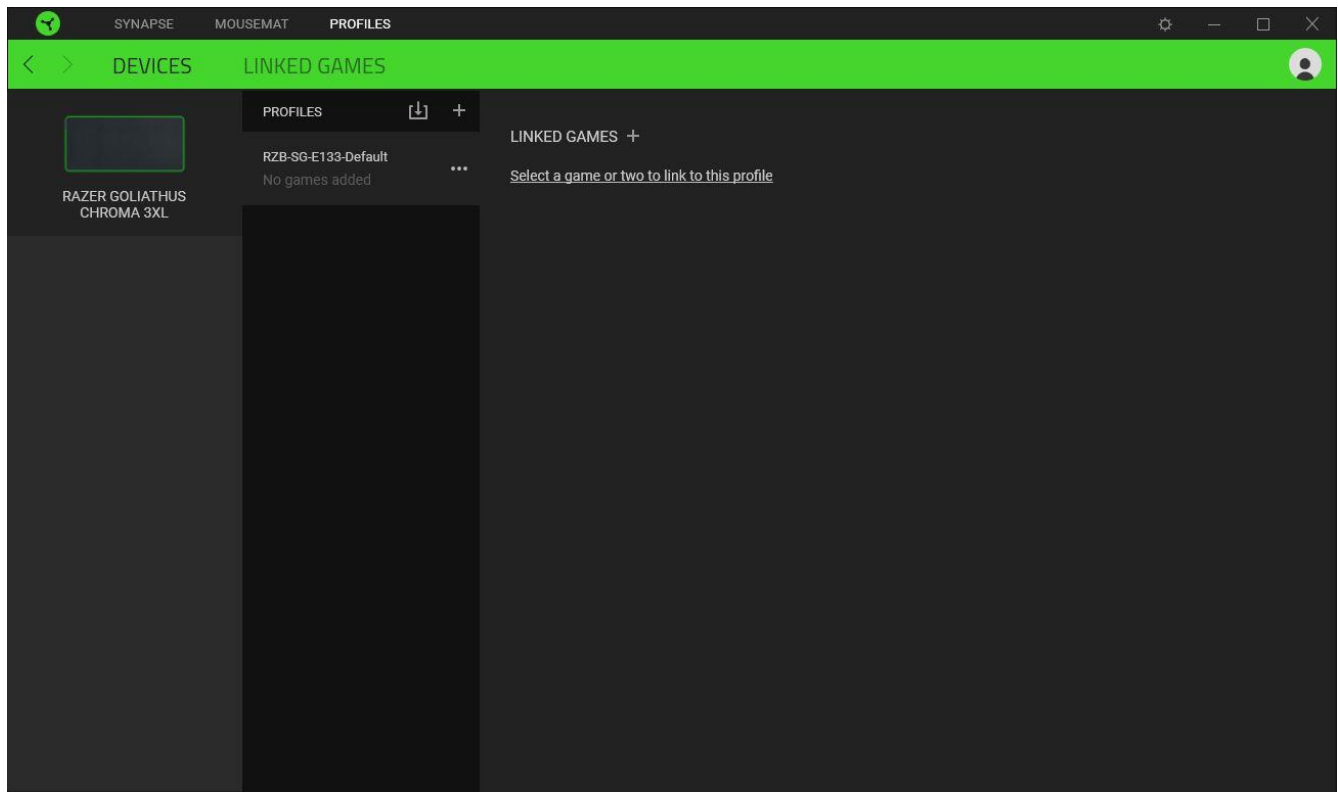 SYNAPSE MOUSEMAT PROFILES
DEVICES LINKED GAMES
RAZER GOLIATHUS
CHROMA 3XL
PROFILES
RZB-SG-E133-Default
No games added
LINKED GAMES +
Select a game or two to link to this profile